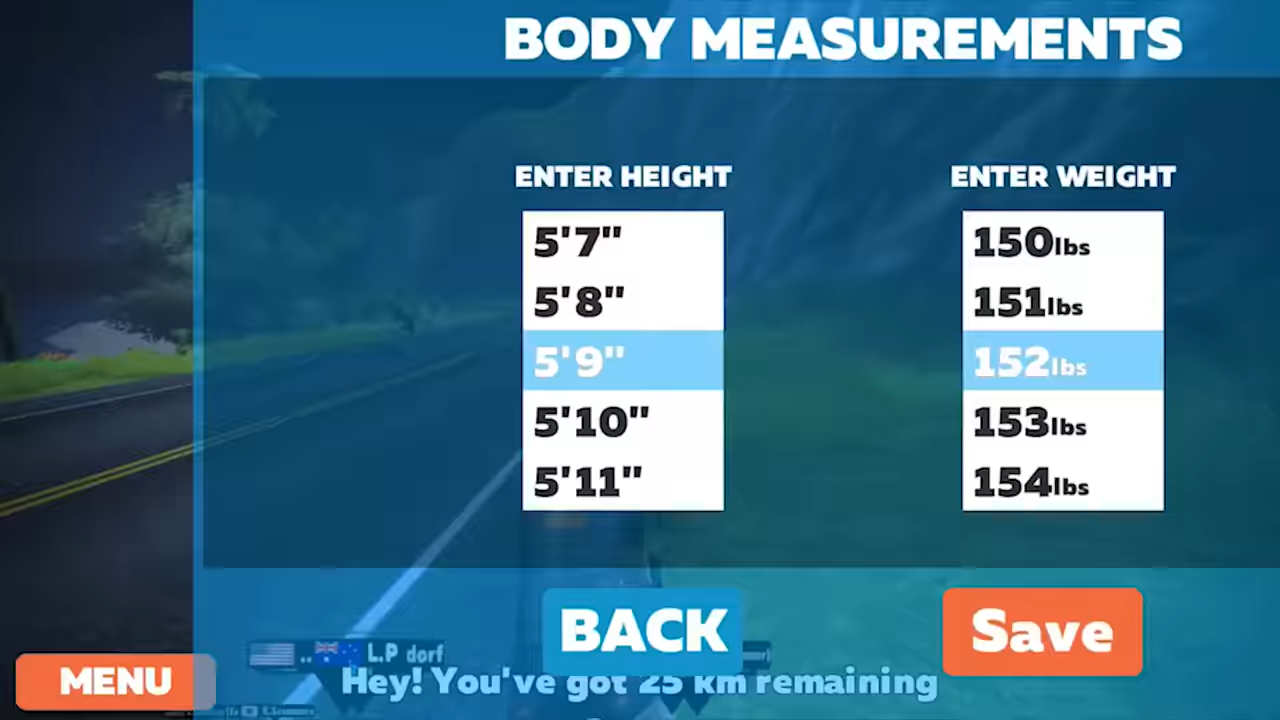 BODY MEASUREMENTS
ENTER HEIGHT
5'7"
5'8"
5'9"
5'10"
5'11"
ENTER WEIGHT
150lbs
151lbs
152lbs
153lbs
154lbs
BACK
Save
.. L.P dorf
MENU
Hey! You've got 25 km remaining